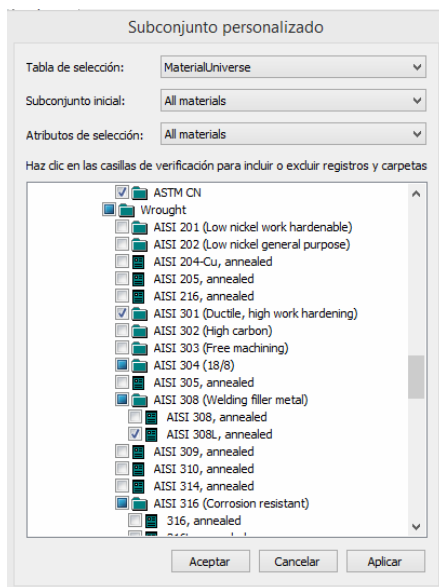 Subconjunto personalizado
Tabla de selección: MaterialUniverse
Subconjunto inicial: All materials
Atributos de selección: All materials
Haz clic en las casillas de verificación para incluir o excluir registros y carpetas
ASTM CN
Wrought
AISI 201 (Low nickel work hardenable)
AISI 202 (Low nickel general purpose)
AISI 204-Cu, annealed
AISI 205, annealed
AISI 216, annealed
AISI 301 (Ductile, high work hardening)
AISI 302 (High carbon)
AISI 303 (Free machining)
AISI 304 (18/8)
AISI 305, annealed
AISI 308 (Welding filler metal)
AISI 308, annealed
AISI 308L, annealed
AISI 309, annealed
AISI 310, annealed
AISI 314, annealed
AISI 316 (Corrosion resistant)
316, annealed
Aceptar Cancelar Aplicar